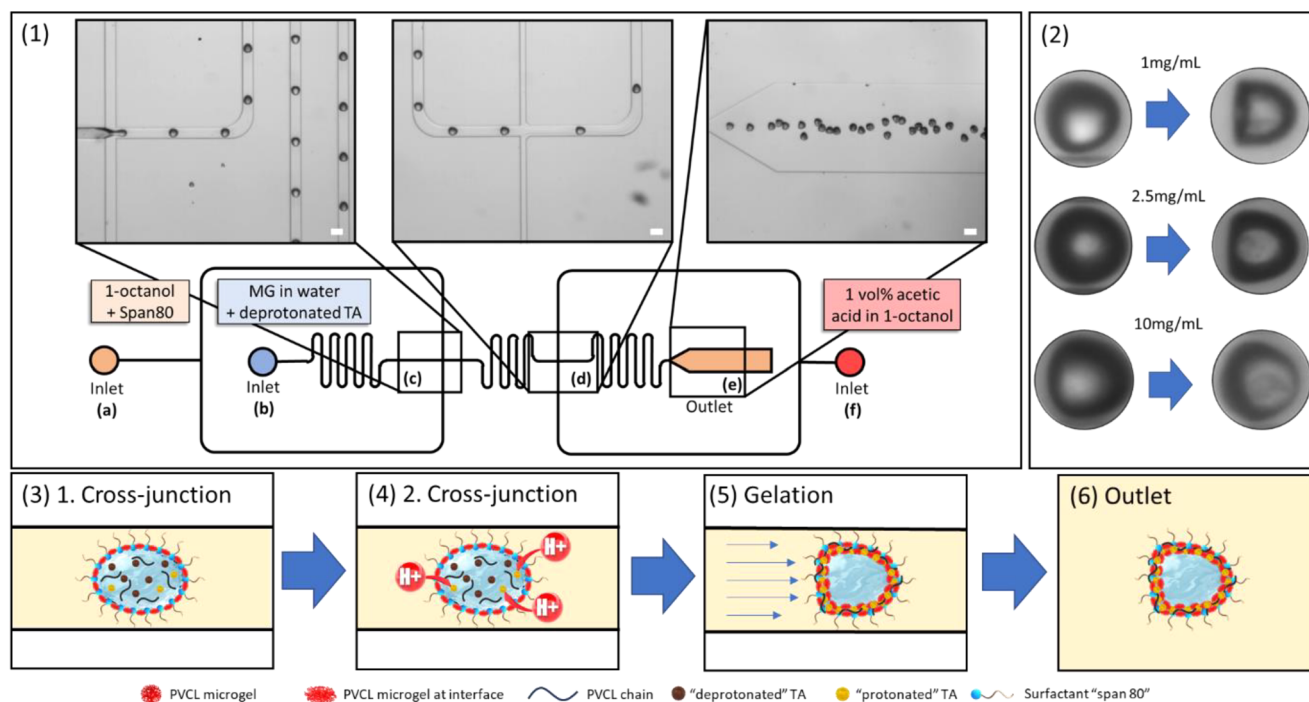 (1)
1-octanol
+ Span80
MG in water
+ deprotonated TA
1 vol% acetic
acid in 1-octanol
Inlet
(a)
Inlet
(b)
(c)
(d)
(e)
Outlet
Inlet
(f)
(2)
1mg/mL
2.5mg/mL
10mg/mL
(3) 1. Cross-junction
(4) 2. Cross-junction
H+
H+
H+
(5) Gelation
(6) Outlet
PVCL microgel
PVCL microgel at interface
PVCL chain
“deprotonated” TA
“protonated” TA
Surfactant “span 80”